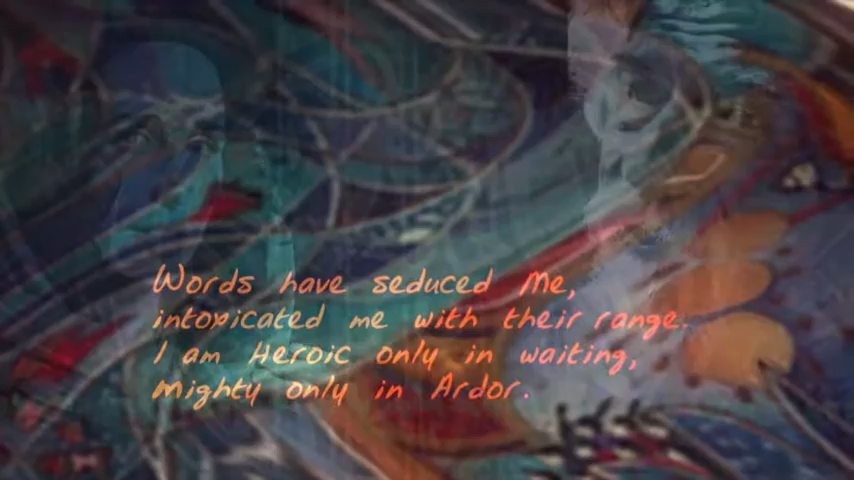 Words have seduced Me,
intoxicated me with their range.
I am Heroic only in waiting,
Mighty only in Ardor.